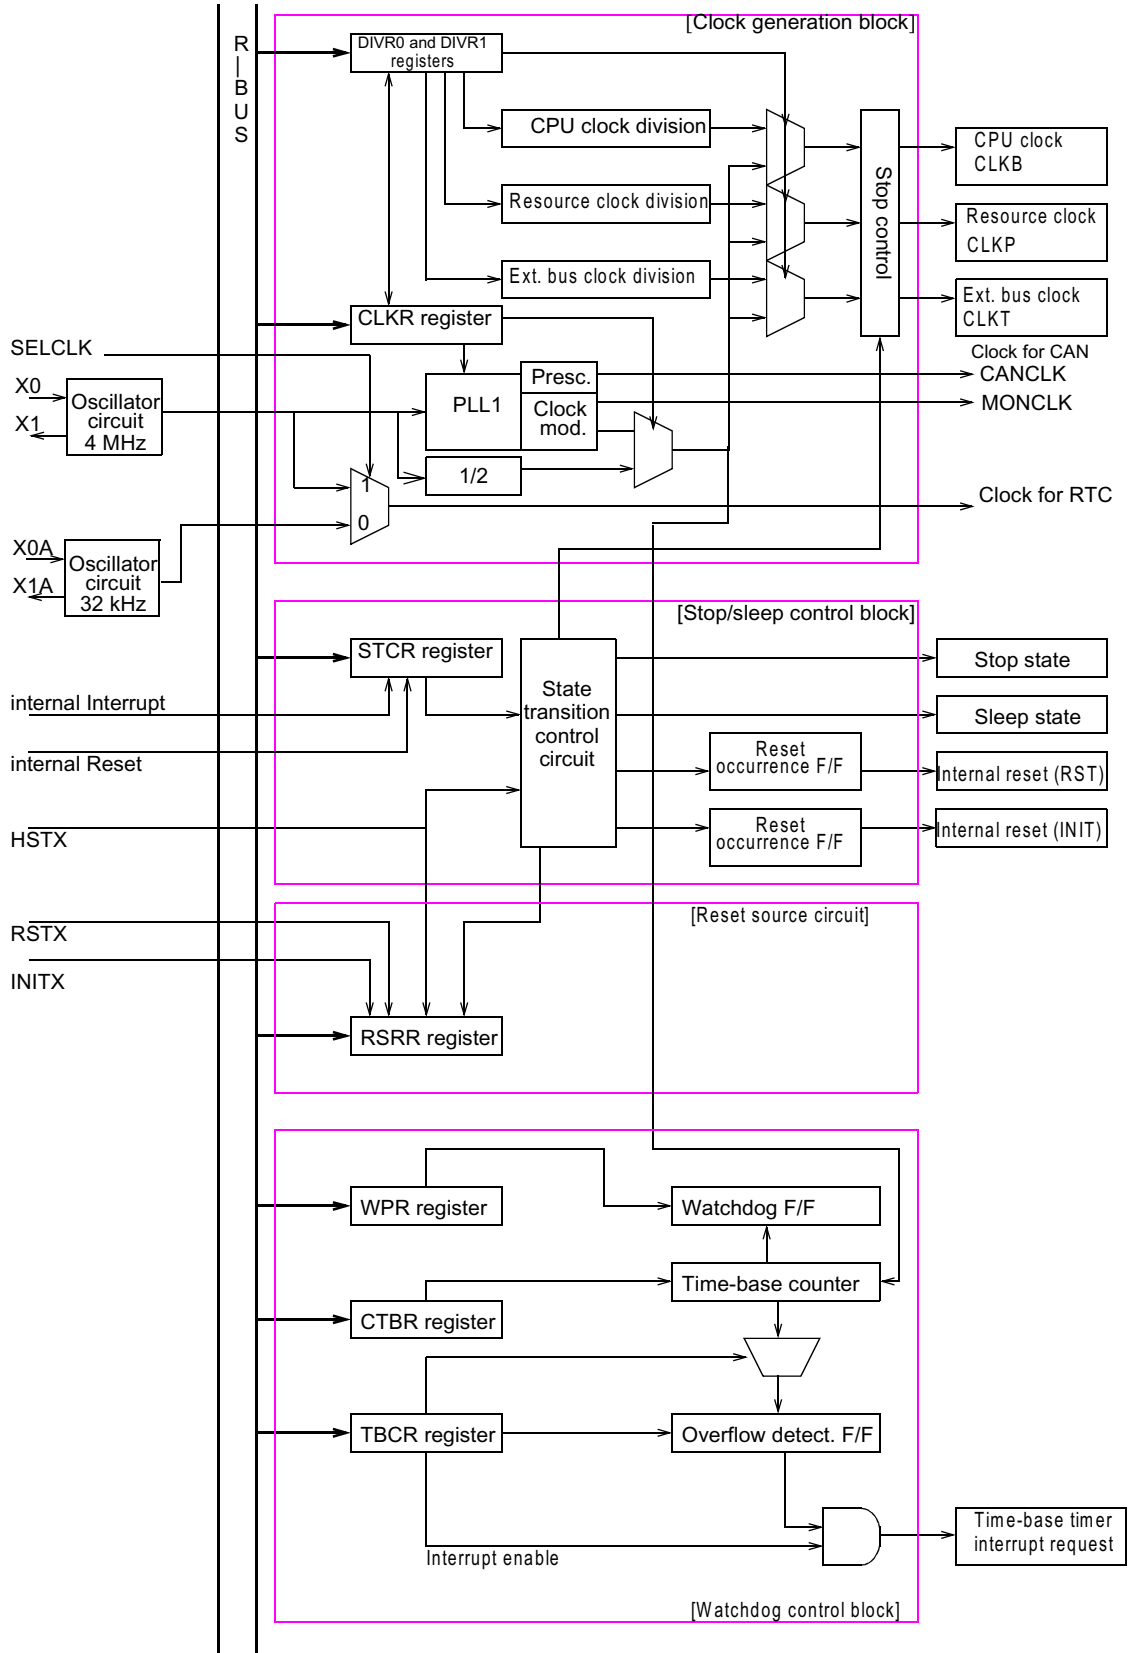 [Clock generation block]
R
|
B
U
S
DIVR0 and DIVR1
registers
CPU clock division
CPU clock
CLKB
Resource clock division
Stop control
Resource clock
CLKP
Ext. bus clock division
Ext. bus clock
CLKT
CLKR register
SELCLK
Clock for CAN
CANCLK
X0
X1
Oscillator
circuit
4 MHz
PLL1
Presc.
Clock
mod.
MONCLK
1/2
1
0
Clock for RTC
X0A
X1A
Oscillator
circuit
32 kHz
[Stop/sleep control block]
STCR register
Stop state
internal Interrupt
State
transition
control
circuit
Sleep state
internal Reset
Reset
occurrence F/F
Internal reset (RST)
HSTX
Reset
occurrence F/F
Internal reset (INIT)
[Reset source circuit]
RSTX
INITX
RSRR register
WPR register
Watchdog F/F
Time-base counter
CTBR register
TBCR register
Overflow detect. F/F
Interrupt enable
Time-base timer
interrupt request
[Watchdog control block]